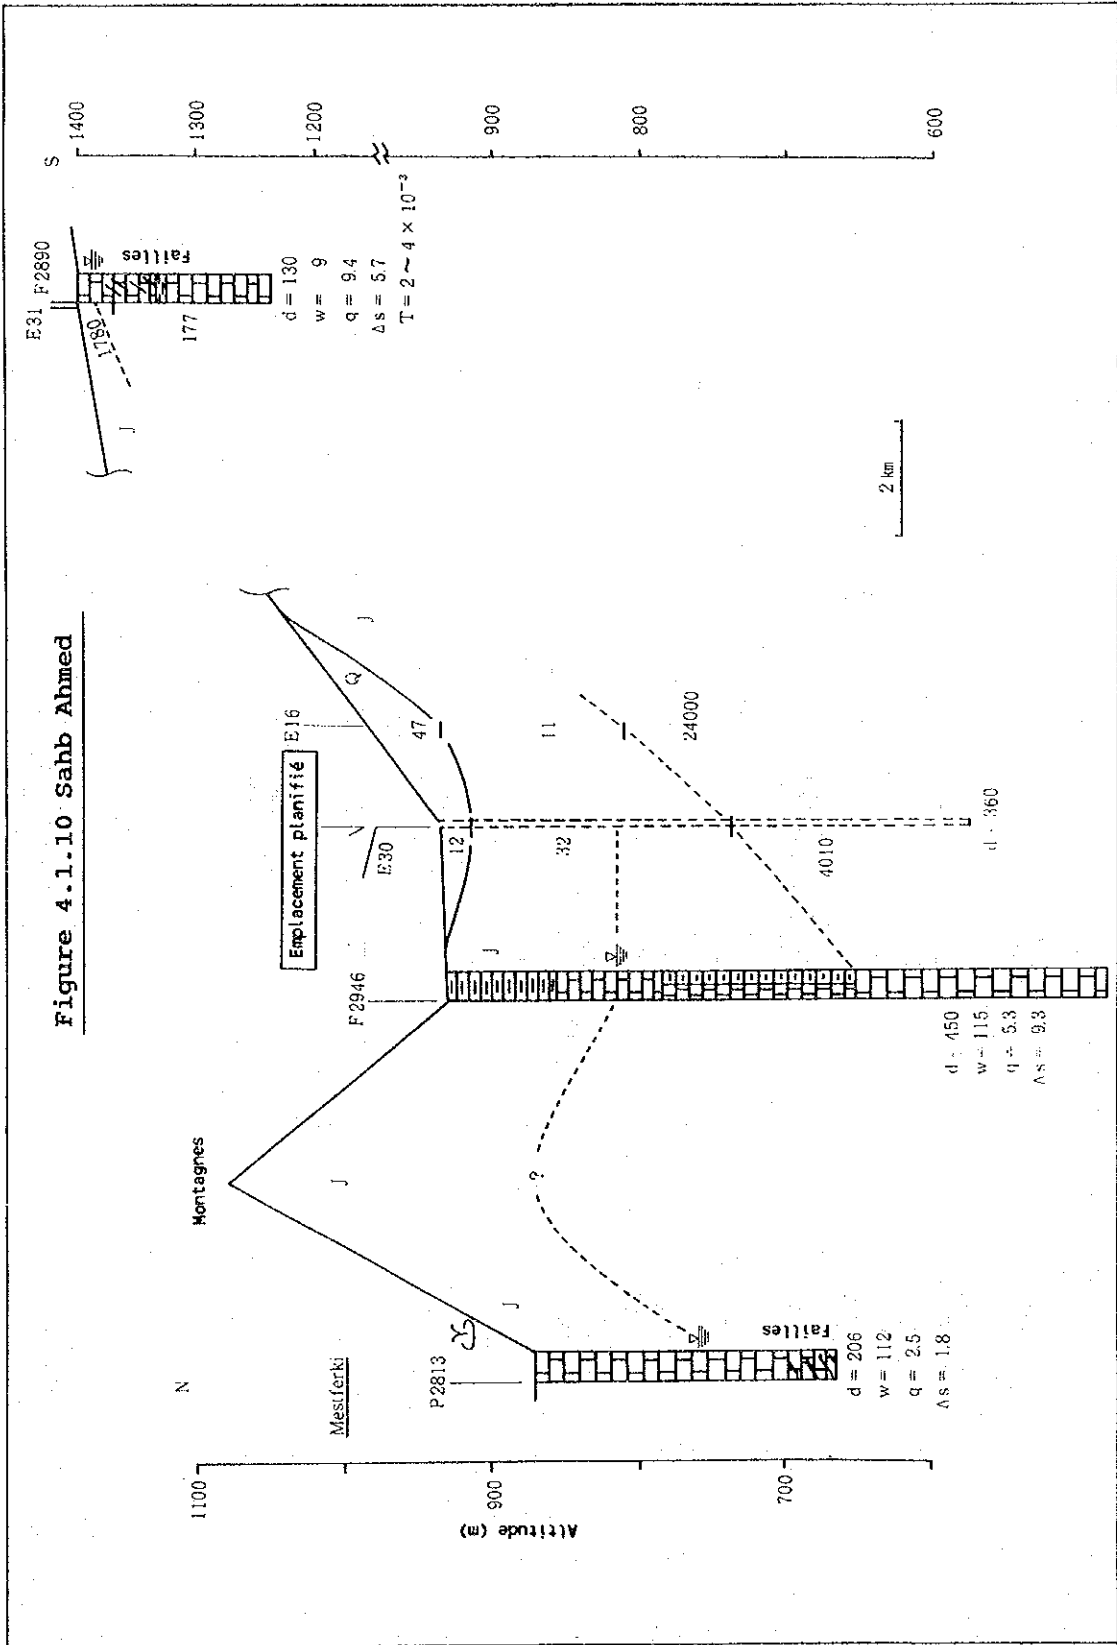 Figure 4.1.10 Sahb Ahmed
N
S
Mestferki
Montagnes
Emplacement planifié
P2813
F2946
E30
E16
E31
F2890
Altitude (m)
1100
900
700
1400
1300
1200
900
800
600
J
J
J
J
J
Q
?
12
32
4010
47
11
24000
1780
177
Failles
Failles
d = 206
w = 112
q = 2.5
Δs = 1.8
d = 450
w = 115
q = 5.3
Δs = 9.3
d = 360
d = 130
w = 9
q = 9.4
Δs = 5.7
T = 2 ~ 4 × 10⁻³
2 km